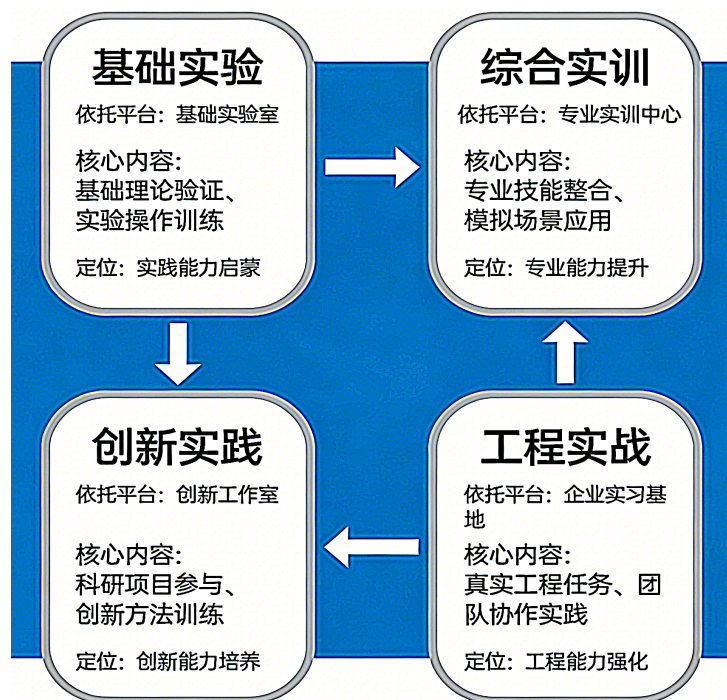 基础实验
依托平台：基础实验室
核心内容：
基础理论验证、
实验操作训练
定位：实践能力启蒙
综合实训
依托平台：专业实训中心
核心内容：
专业技能整合、
模拟场景应用
定位：专业能力提升
创新实践
依托平台：创新工作室
核心内容：
科研项目参与、
创新方法训练
定位：创新能力培养
工程实战
依托平台：企业实习基
地
核心内容：
真实工程任务、团
队协作实践
定位：工程能力强化